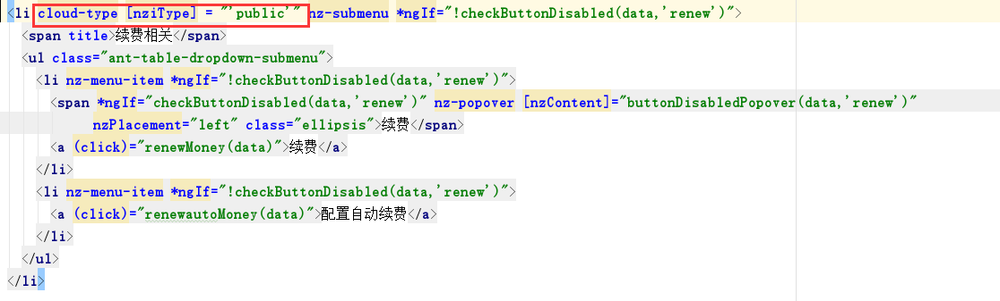 <li cloud-type [nziType] = "'public'" nz-submenu *ngIf="!checkButtonDisabled(data,'renew')">
<span title>续费相关</span>
<ul class="ant-table-dropdown-submenu">
<li nz-menu-item *ngIf="!checkButtonDisabled(data,'renew')">
<span *ngIf="checkButtonDisabled(data,'renew')" nz-popover [nzContent]="buttonDisabledPopover(data,'renew')"
nzPlacement="left" class="ellipsis">续费</span>
<a (click)="renewMoney(data)">续费</a>
</li>
<li nz-menu-item *ngIf="!checkButtonDisabled(data,'renew')">
<a (click)="renewautoMoney(data)">配置自动续费</a>
</li>
</ul>
</li>